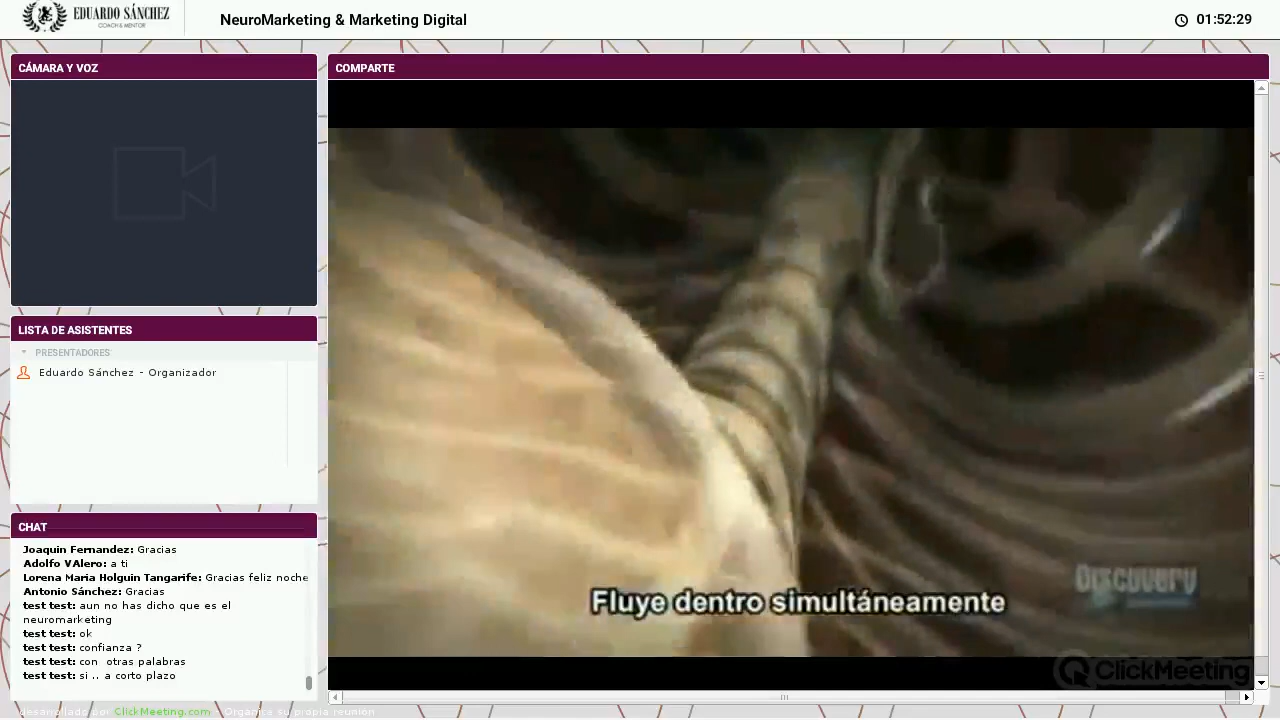 EDUARDO SÁNCHEZ
COACH & MENTOR
NeuroMarketing & Marketing Digital
01:52:29
CÁMARA Y VOZ
COMPARTE
LISTA DE ASISTENTES
PRESENTADORES:
Eduardo Sánchez - Organizador
CHAT
Joaquin Fernandez: Gracias
Adolfo VAlero: a ti
Lorena Maria Holguin Tangarife: Gracias feliz noche
Antonio Sánchez: Gracias
test test: aun no has dicho que es el
neuromarketing
test test: ok
test test: confianza ?
test test: con otras palabras
test test: si .. a corto plazo
Fluye dentro simultáneamente
Discovery
ClickMeeting
desarrollado por ClickMeeting.com - Organice su propia reunión